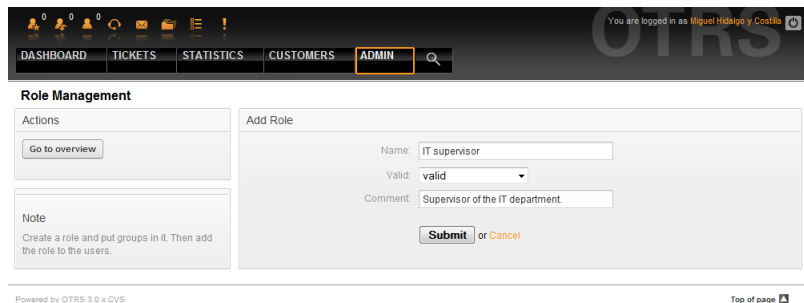 0 0 0
You are logged in as Miguel Hidalgo y Costilla
OTRS
DASHBOARD TICKETS STATISTICS CUSTOMERS ADMIN
Role Management
Actions
Go to overview
Note
Create a role and put groups in it. Then add
the role to the users.
Add Role
Name: IT supervisor
Valid: valid
Comment: Supervisor of the IT department.
Submit or Cancel
Powered by OTRS 3.0.x CVS
Top of page